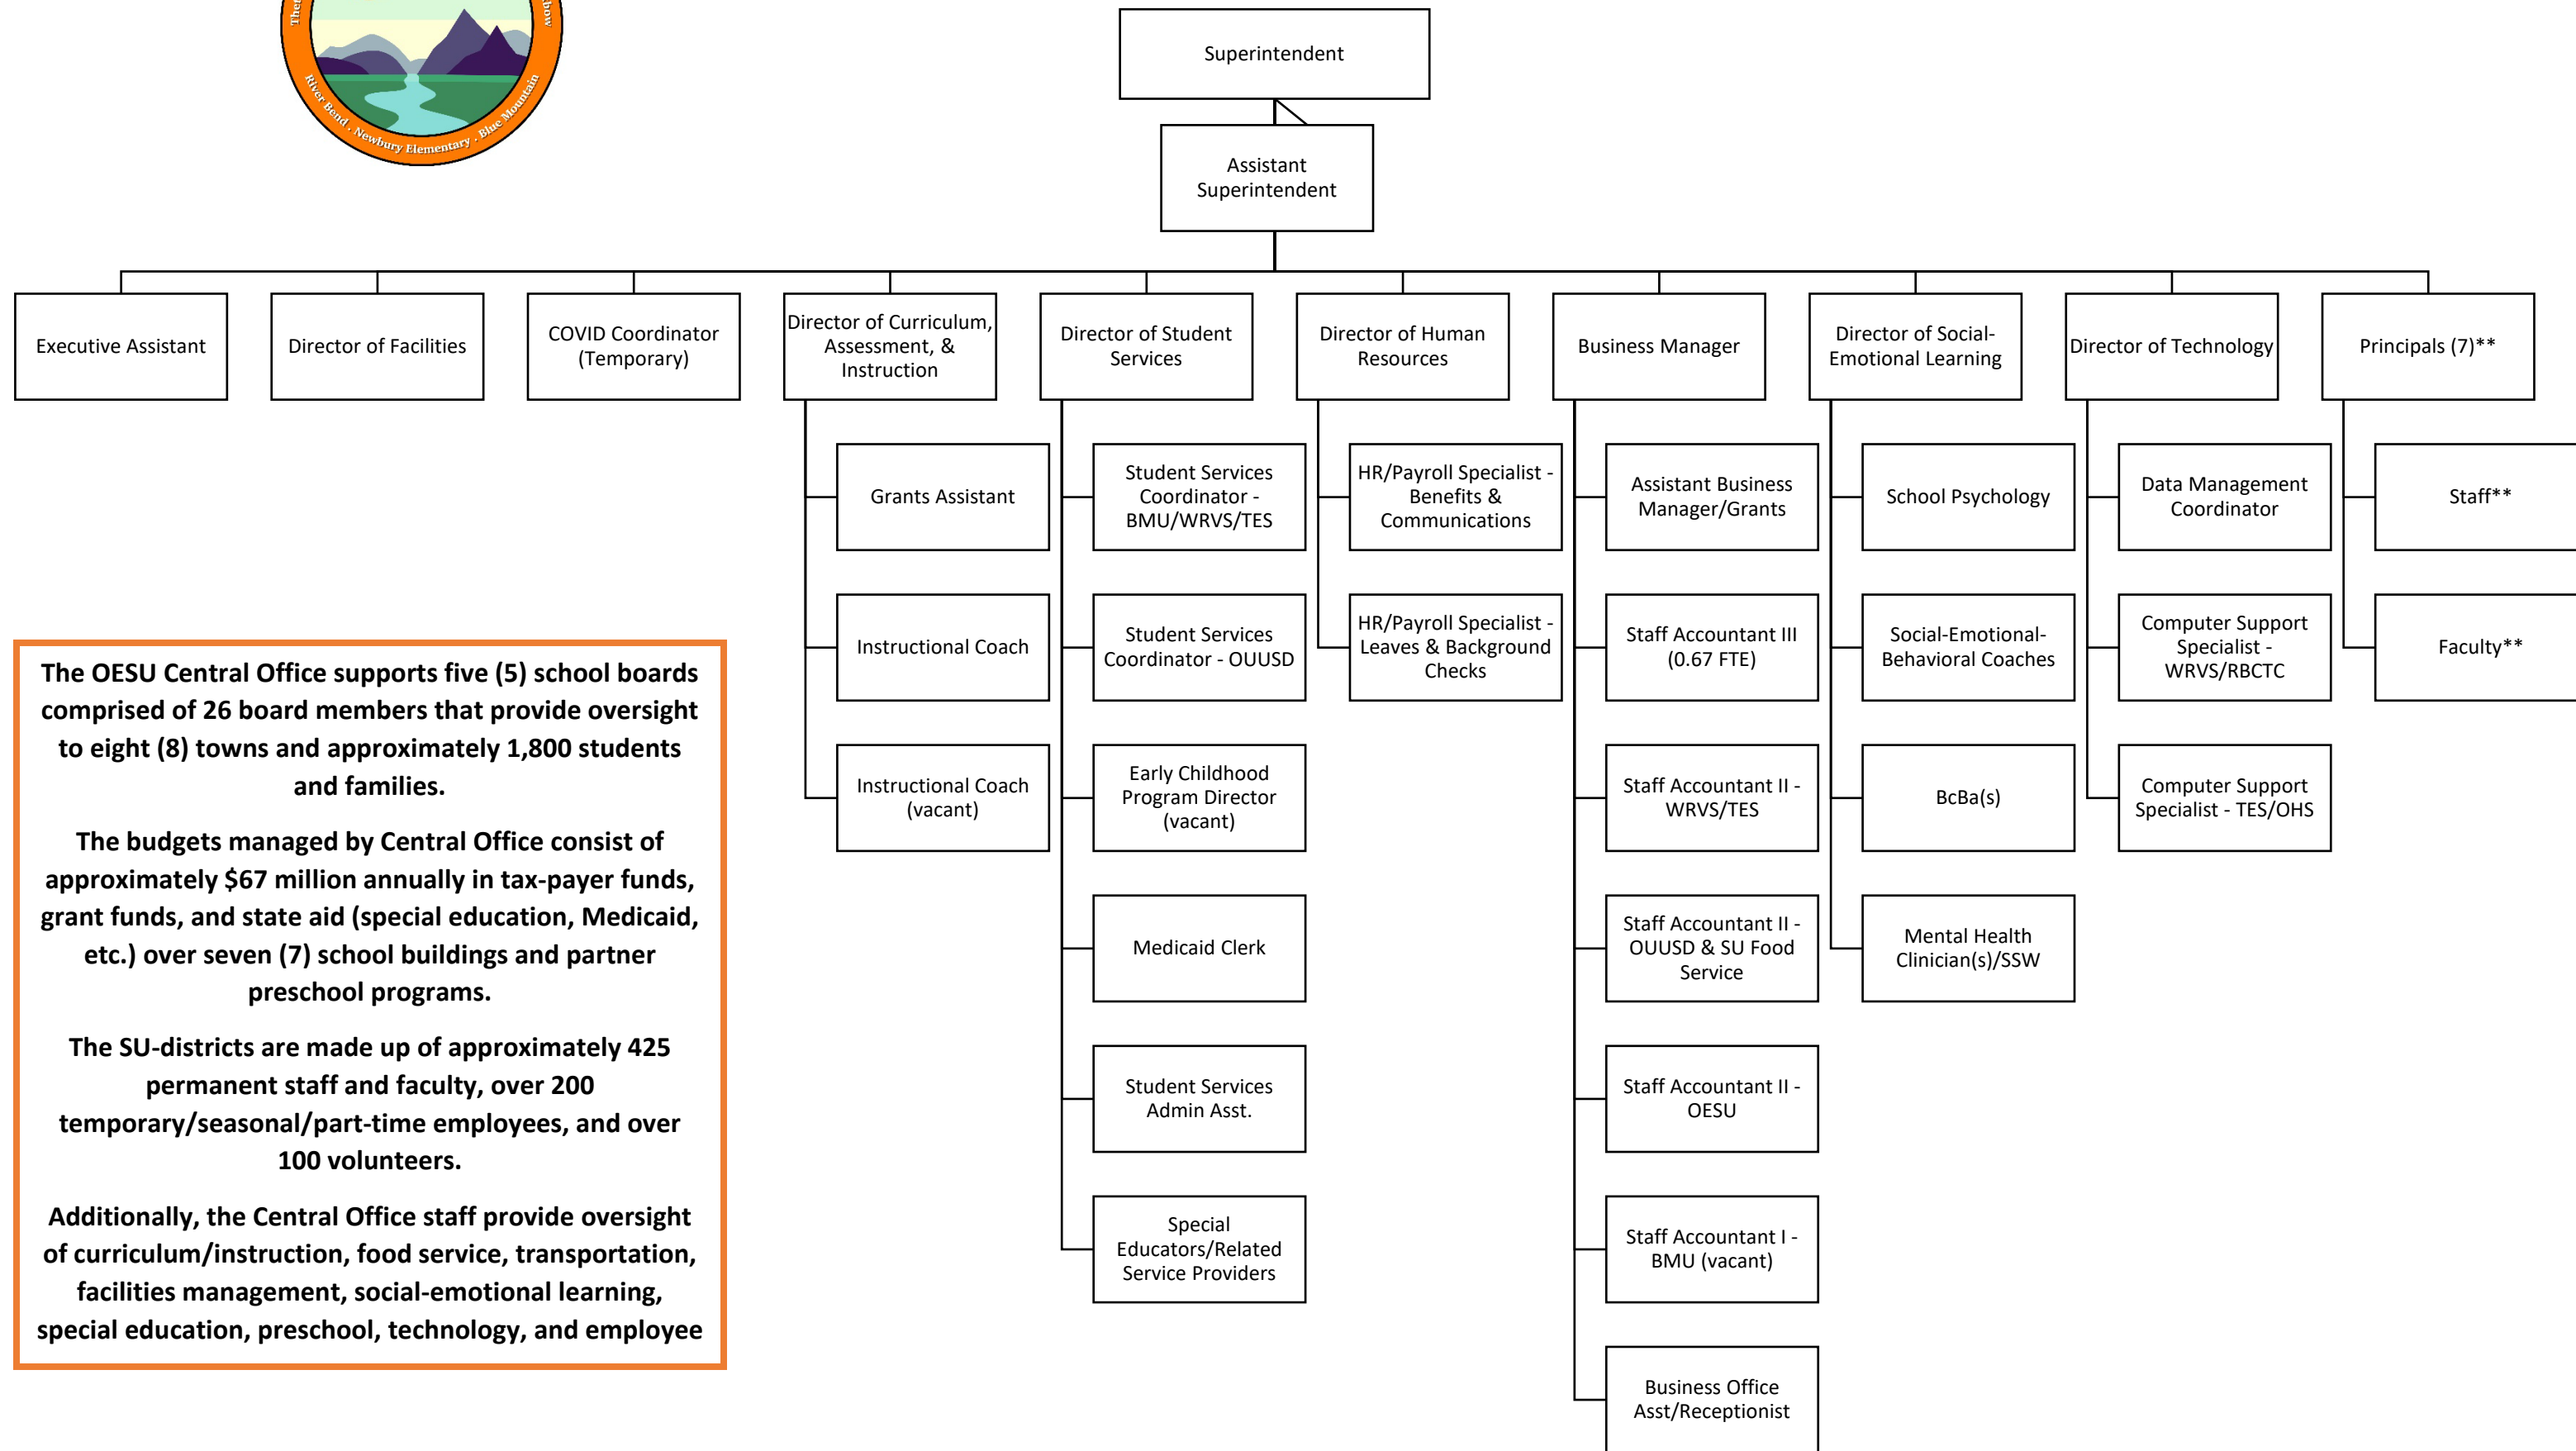 River Bend . Newbury Elementary . Blue Mountain
Superintendent
Assistant
Superintendent
Executive Assistant
Director of Facilities
COVID Coordinator
(Temporary)
Director of Curriculum,
Assessment, &
Instruction
Director of Student
Services
Director of Human
Resources
Business Manager
Director of Social-
Emotional Learning
Director of Technology
Principals (7)**
Grants Assistant
Instructional Coach
Instructional Coach
(vacant)
Student Services
Coordinator -
BMU/WRVS/TES
Student Services
Coordinator - OUUSD
Early Childhood
Program Director
(vacant)
Medicaid Clerk
Student Services
Admin Asst.
Special
Educators/Related
Service Providers
HR/Payroll Specialist -
Benefits &
Communications
HR/Payroll Specialist -
Leaves & Background
Checks
Assistant Business
Manager/Grants
Staff Accountant III
(0.67 FTE)
Staff Accountant II -
WRVS/TES
Staff Accountant II -
OUUSD & SU Food
Service
Staff Accountant II -
OESU
Staff Accountant I -
BMU (vacant)
Business Office
Asst/Receptionist
School Psychology
Social-Emotional-
Behavioral Coaches
BcBa(s)
Mental Health
Clinician(s)/SSW
Data Management
Coordinator
Computer Support
Specialist -
WRVS/RBCTC
Computer Support
Specialist - TES/OHS
Staff**
Faculty**
The OESU Central Office supports five (5) school boards
comprised of 26 board members that provide oversight
to eight (8) towns and approximately 1,800 students
and families.
The budgets managed by Central Office consist of
approximately $67 million annually in tax-payer funds,
grant funds, and state aid (special education, Medicaid,
etc.) over seven (7) school buildings and partner
preschool programs.
The SU-districts are made up of approximately 425
permanent staff and faculty, over 200
temporary/seasonal/part-time employees, and over
100 volunteers.
Additionally, the Central Office staff provide oversight
of curriculum/instruction, food service, transportation,
facilities management, social-emotional learning,
special education, preschool, technology, and employee